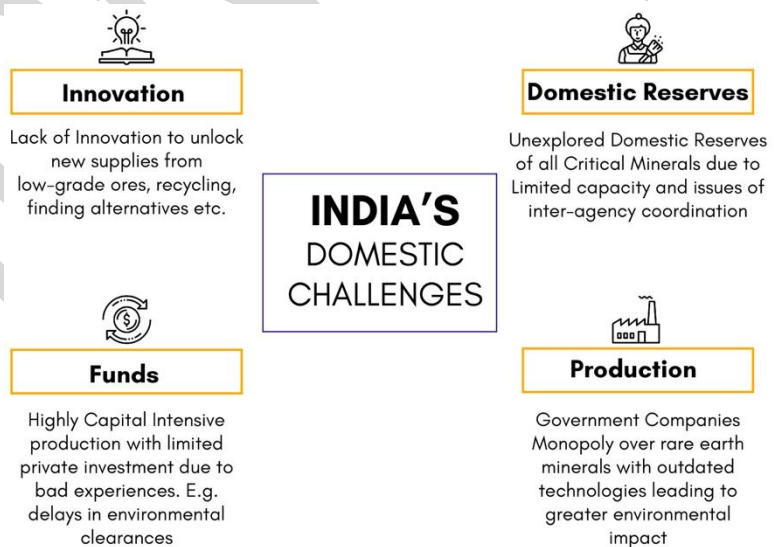 Innovation
Lack of Innovation to unlock
new supplies from
low-grade ores, recycling,
finding alternatives etc.
Domestic Reserves
Unexplored Domestic Reserves
of all Critical Minerals due to
Limited capacity and issues of
inter-agency coordination
INDIA'S
DOMESTIC
CHALLENGES
Funds
Highly Capital Intensive
production with limited
private investment due to
bad experiences. E.g.
delays in environmental
clearances
Production
Government Companies
Monopoly over rare earth
minerals with outdated
technologies leading to
greater environmental
impact